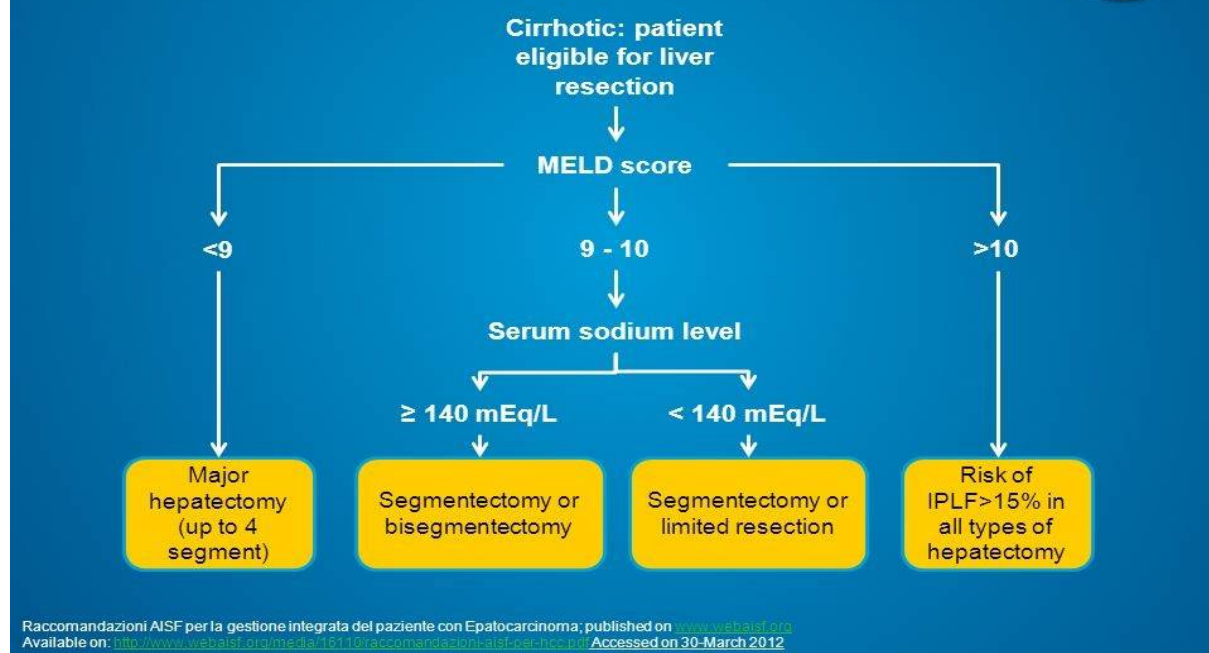 Cirrhotic: patient
eligible for liver
resection
MELD score
<9
9 - 10
>10
Serum sodium level
≥ 140 mEq/L
< 140 mEq/L
Major
hepatectomy
(up to 4
segment)
Segmentectomy or
bisegmentectomy
Segmentectomy or
limited resection
Risk of
IPLF>15% in
all types of
hepatectomy
Raccomandazioni AISF per la gestione integrata del paziente con Epatocarcinoma; published on www.webaisf.org
Available on: http://www.webaisf.org/media/16110/raccomandazioni-aisf-per-hcc.pdf Accessed on 30-March 2012